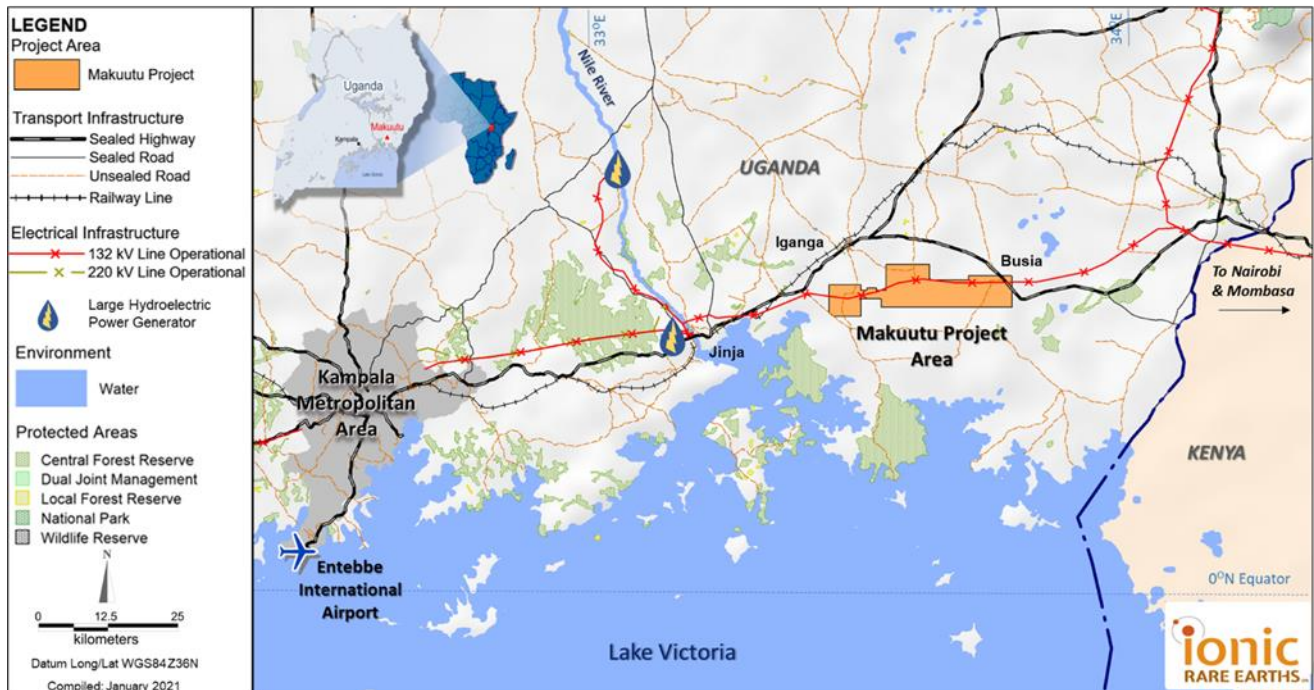 LEGEND
Project Area
Makuutu Project
Transport Infrastructure
Sealed Highway
Sealed Road
Unsealed Road
Railway Line
Electrical Infrastructure
132 kV Line Operational
220 kV Line Operational
Large Hydroelectric
Power Generator
Environment
Water
Protected Areas
Central Forest Reserve
Dual Joint Management
Local Forest Reserve
National Park
Wildlife Reserve
N
0 12.5 25
kilometers
Datum Long/Lat WGS84 Z36N
Compiled: January 2021
Uganda
Kampala
Makuutu
Lake Victoria
33°E
34°E
Nile River
UGANDA
Iganga
Busia
To Nairobi
& Mombasa
Makuutu Project
Area
Jinja
Kampala
Metropolitan
Area
KENYA
Entebbe
International
Airport
0°N Equator
Lake Victoria
ionic
RARE EARTHS